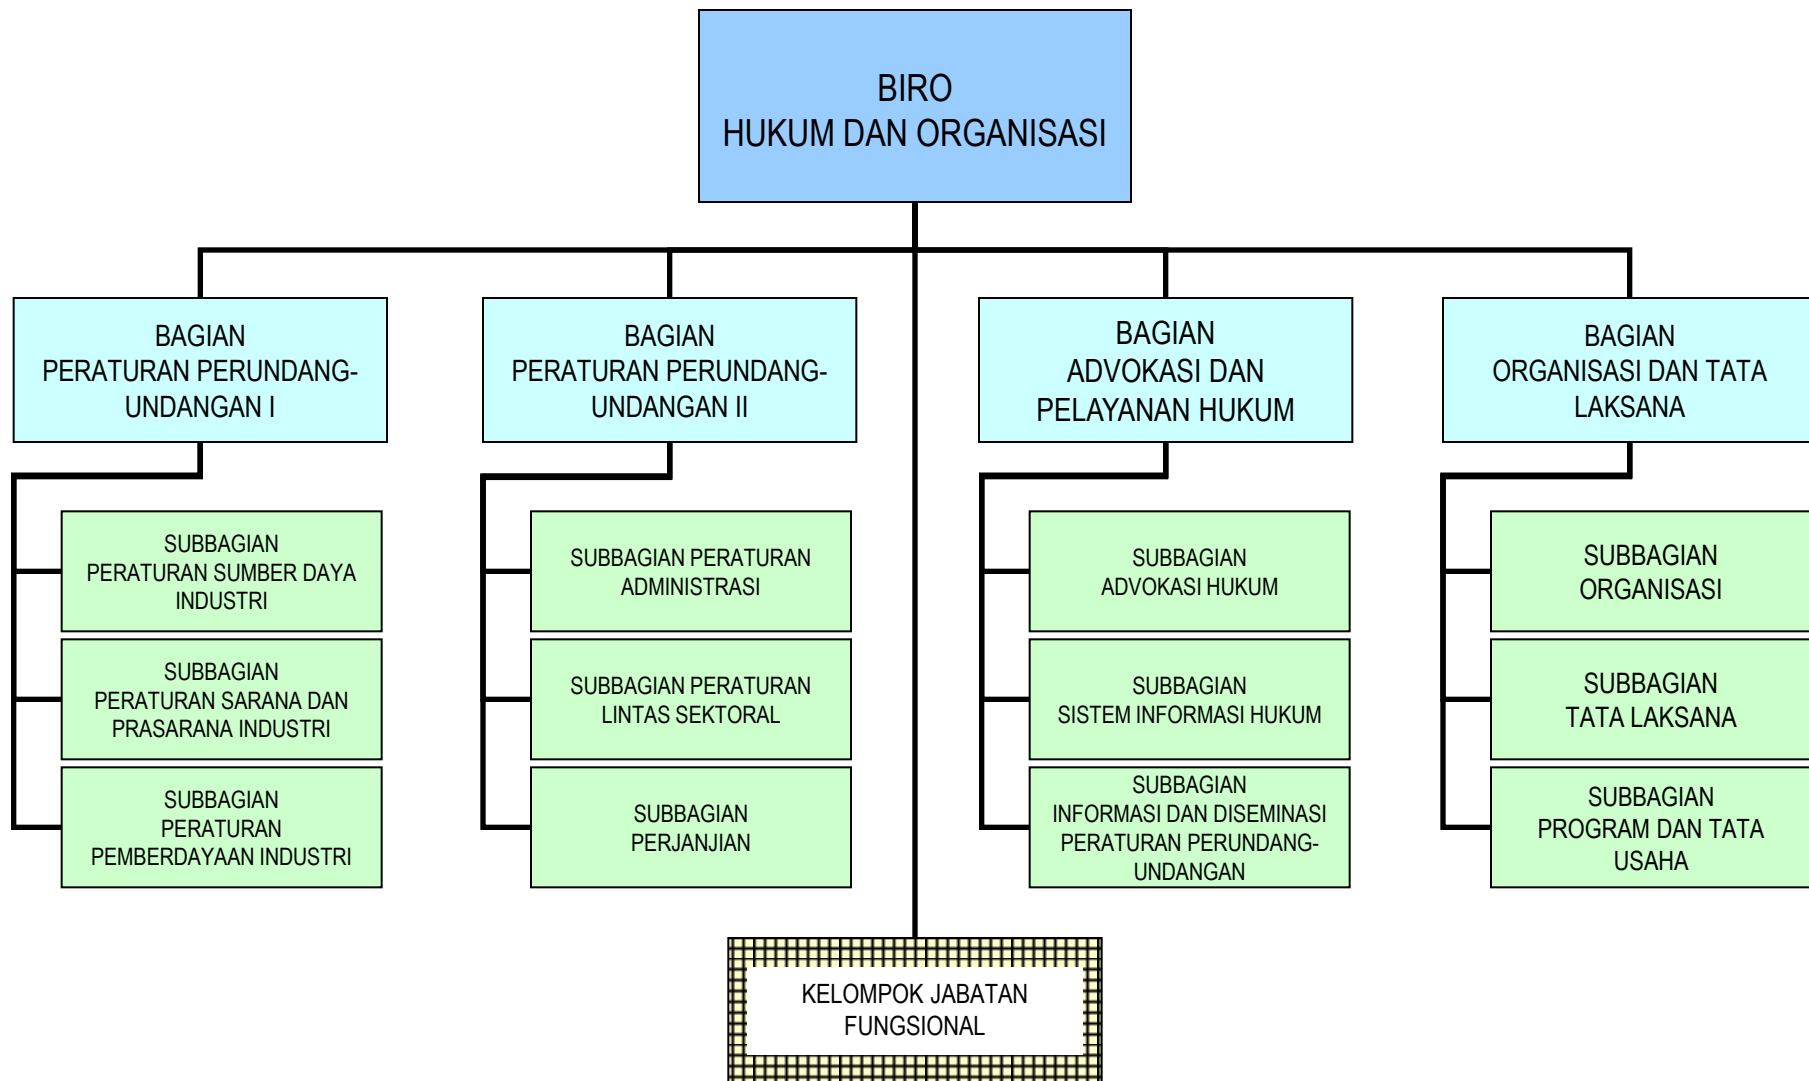 BIRO
HUKUM DAN ORGANISASI
BAGIAN
PERATURAN PERUNDANG-
UNDANGAN I
BAGIAN
PERATURAN PERUNDANG-
UNDANGAN II
BAGIAN
ADVOKASI DAN
PELAYANAN HUKUM
BAGIAN
ORGANISASI DAN TATA
LAKSANA
SUBBAGIAN
PERATURAN SUMBER DAYA
INDUSTRI
SUBBAGIAN
PERATURAN SARANA DAN
PRASARANA INDUSTRI
SUBBAGIAN
PERATURAN
PEMBERDAYAAN INDUSTRI
SUBBAGIAN PERATURAN
ADMINISTRASI
SUBBAGIAN PERATURAN
LINTAS SEKTORAL
SUBBAGIAN
PERJANJIAN
SUBBAGIAN
ADVOKASI HUKUM
SUBBAGIAN
SISTEM INFORMASI HUKUM
SUBBAGIAN
INFORMASI DAN DISEMINASI
PERATURAN PERUNDANG-
UNDANGAN
SUBBAGIAN
ORGANISASI
SUBBAGIAN
TATA LAKSANA
SUBBAGIAN
PROGRAM DAN TATA
USAHA
KELOMPOK JABATAN
FUNGSIONAL